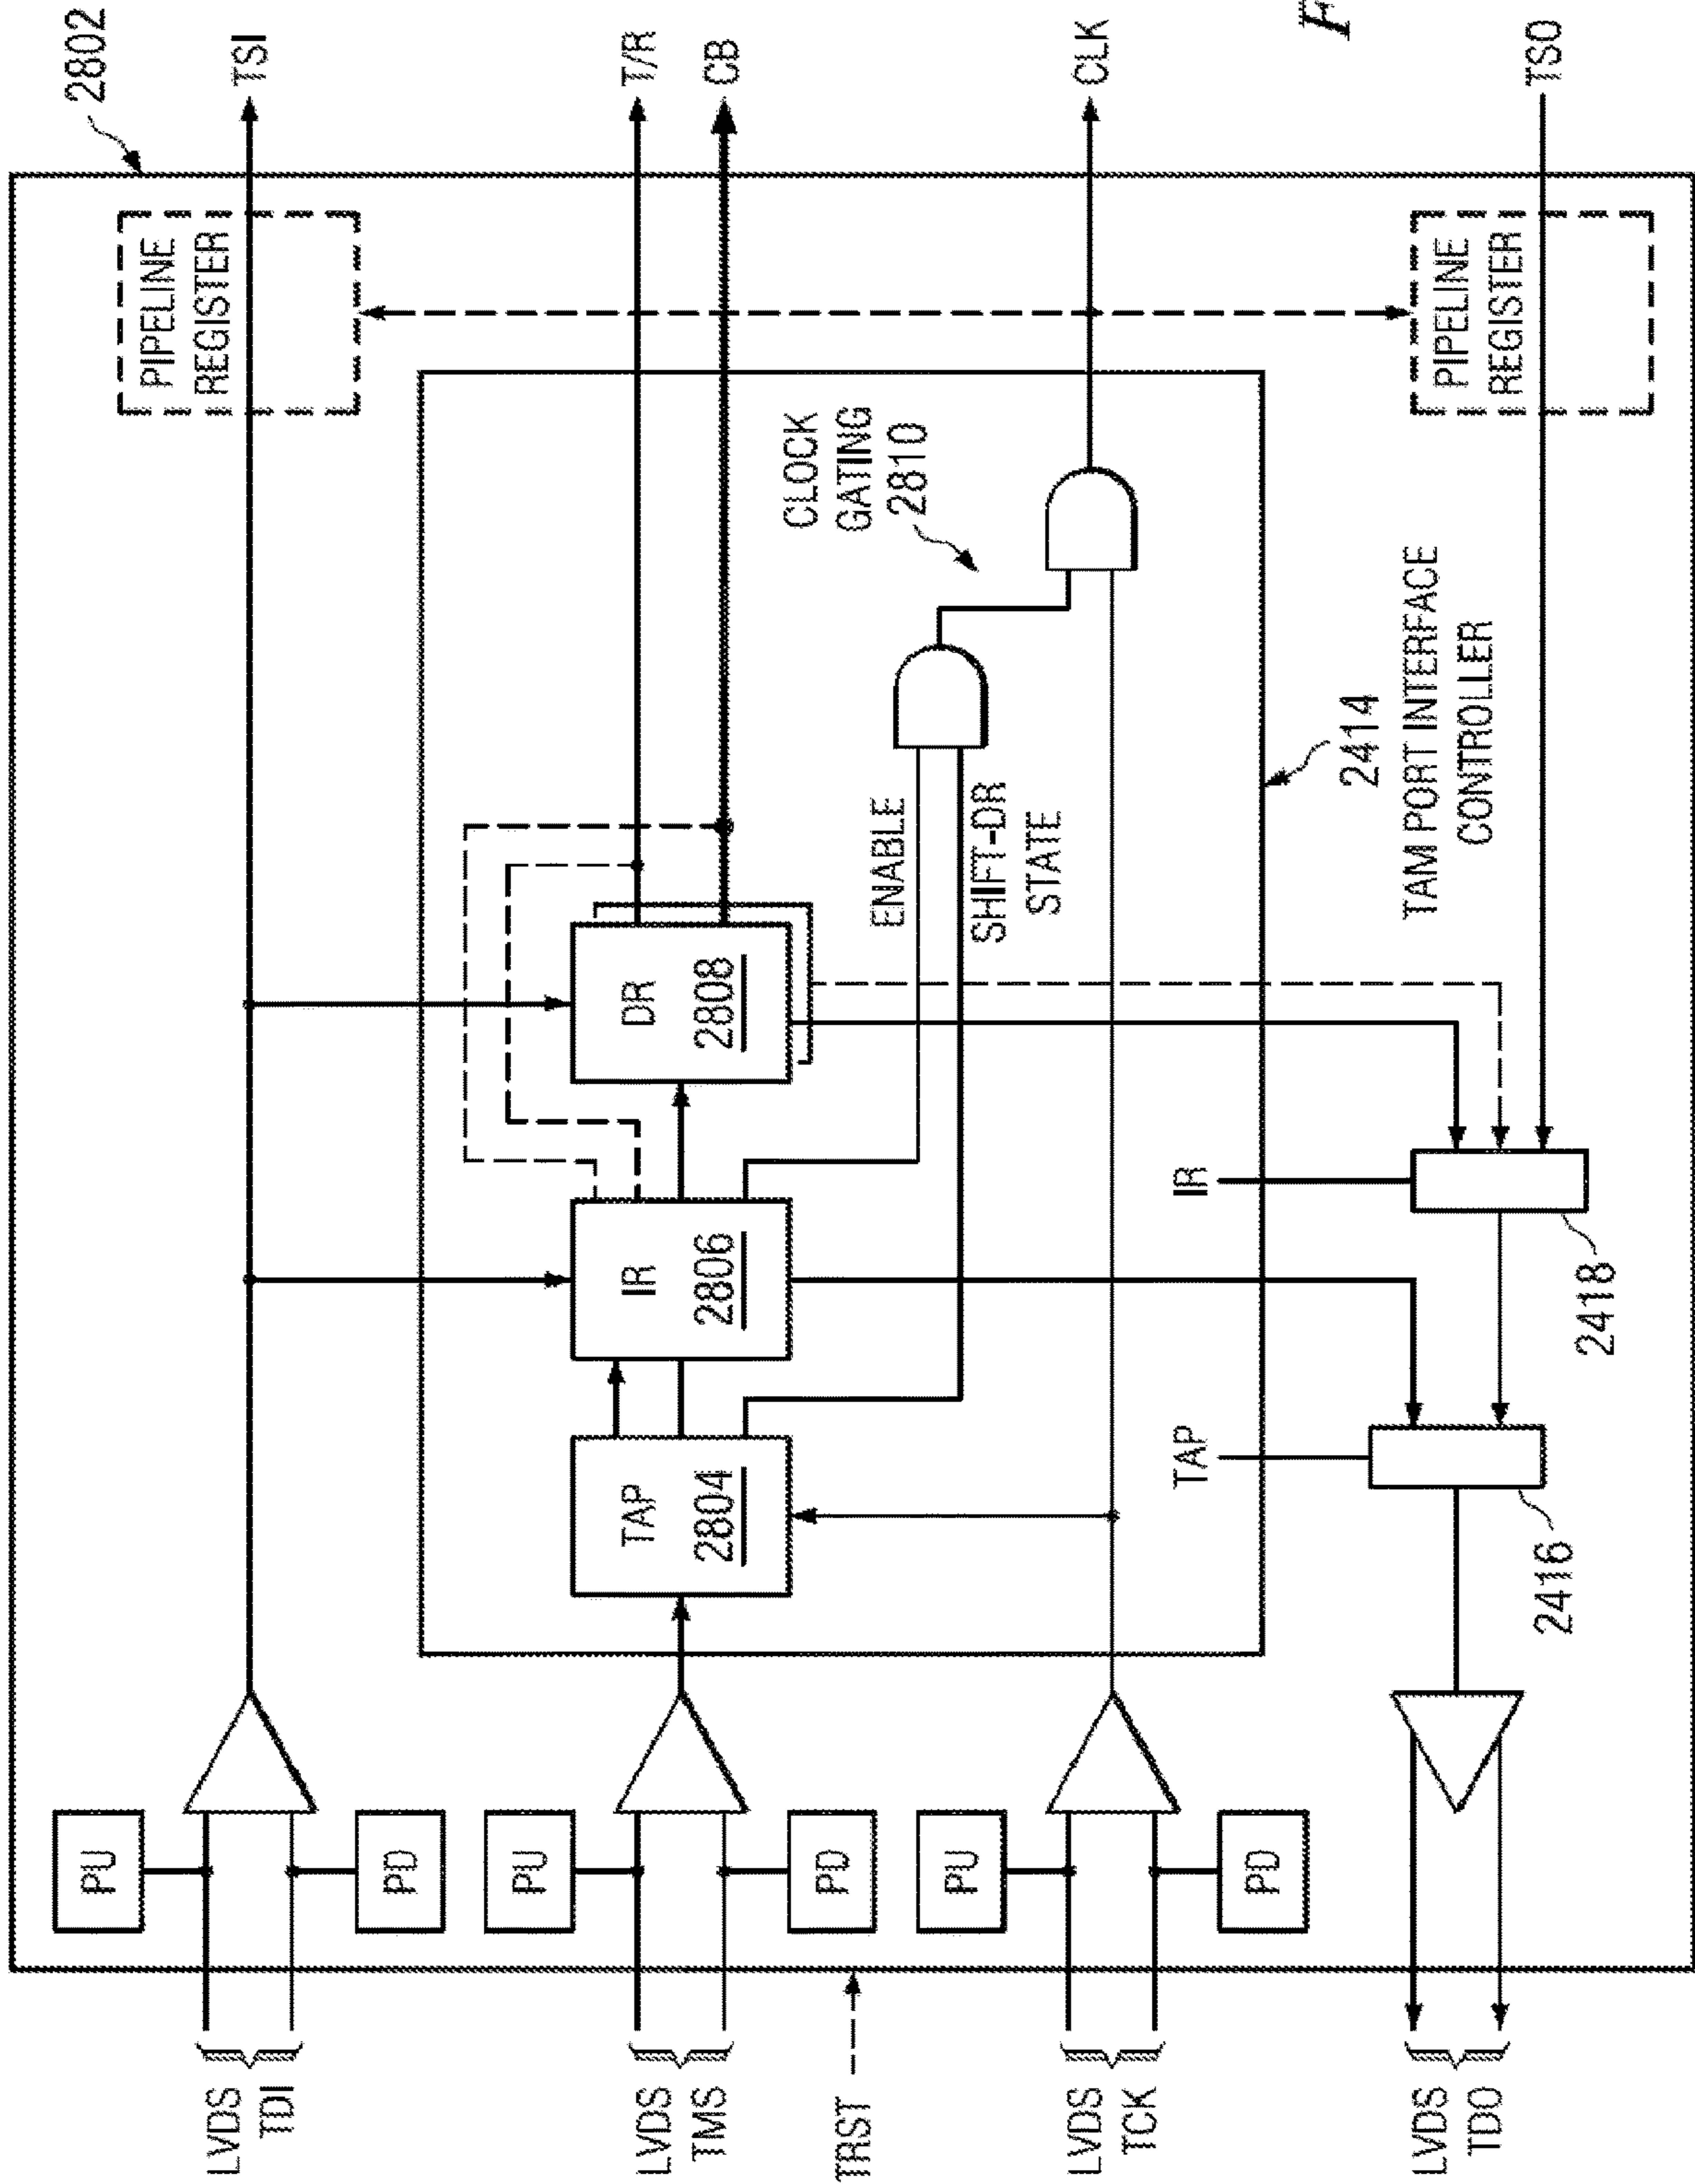 2802
LVDS
TDI
PU
PD
PIPELINE
REGISTER
TSI
LVDS
TMS
PU
PD
TAP
2804
IR
2806
DR
2808
T/R
CB
TRST
CLOCK
GATING
2810
ENABLE
SHIFT-DR
STATE
LVDS
TCK
PU
PD
CLK
2414
TAM PORT INTERFACE
CONTROLLER
TAP
IR
LVDS
TDO
2416
2418
PIPELINE
REGISTER
TSO
F